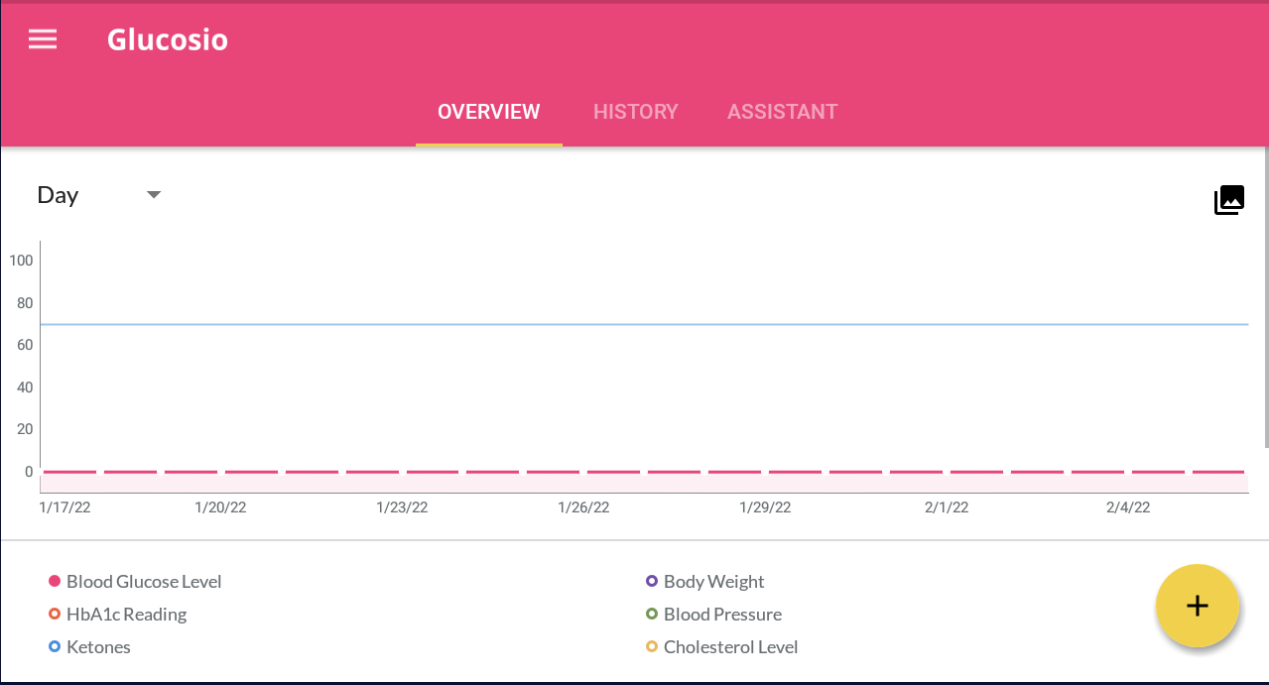 Glucosio
OVERVIEW HISTORY ASSISTANT
Day
100
80
60
40
20
0
1/17/22 1/20/22 1/23/22 1/26/22 1/29/22 2/1/22 2/4/22
Blood Glucose Level Body Weight
HbA1c Reading Blood Pressure
Ketones Cholesterol Level